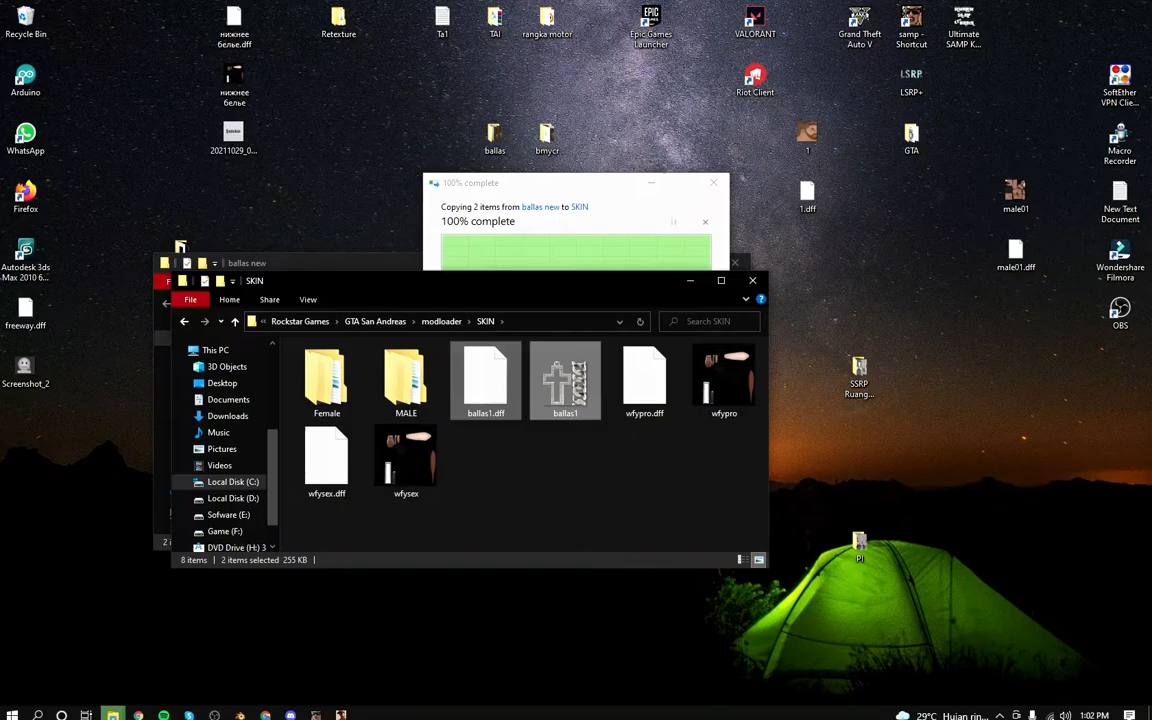 Recycle Bin
нижнее
белье.dff
Retexture
Ta1
TAI
rangka motor
Epic Games
Launcher
VALORANT
Grand Theft
Auto V
samp -
Shortcut
Ultimate
SAMP K...
Arduino
нижнее
белье
Riot Client
LSRP
LSRP+
SoftEther
VPN Clie...
WhatsApp
20211029_0...
ballas
bmycr
1
GTA
Macro
Recorder
Firefox
1.dff
male01
New Text
Document
Autodesk 3ds
Max 2010 6...
male01.dff
Wondershare
Filmora
freeway.dff
OBS
Screenshot_2
SSRP
Ruang...
PI
100% complete
Copying 2 items from ballas new to SKIN
100% complete
ballas new
SKIN
File
Home
Share
View
« Rockstar Games › GTA San Andreas › modloader › SKIN ›
Search SKIN
This PC
3D Objects
Desktop
Documents
Downloads
Music
Pictures
Videos
Local Disk (C:)
Local Disk (D:)
Sofware (E:)
Game (F:)
DVD Drive (H:) 3
Female
MALE
ballas1.dff
ballas1
wfypro.dff
wfypro
wfysex.dff
wfysex
8 items
2 items selected 255 KB
29°C Hujan rin...
1:02 PM